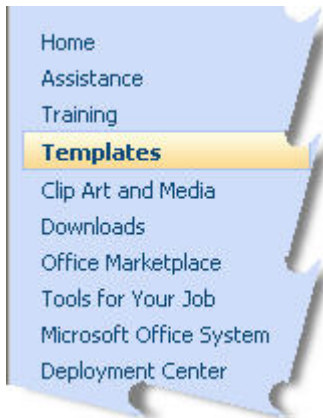 Home
Assistance
Training
Templates
Clip Art and Media
Downloads
Office Marketplace
Tools for Your Job
Microsoft Office System
Deployment Center